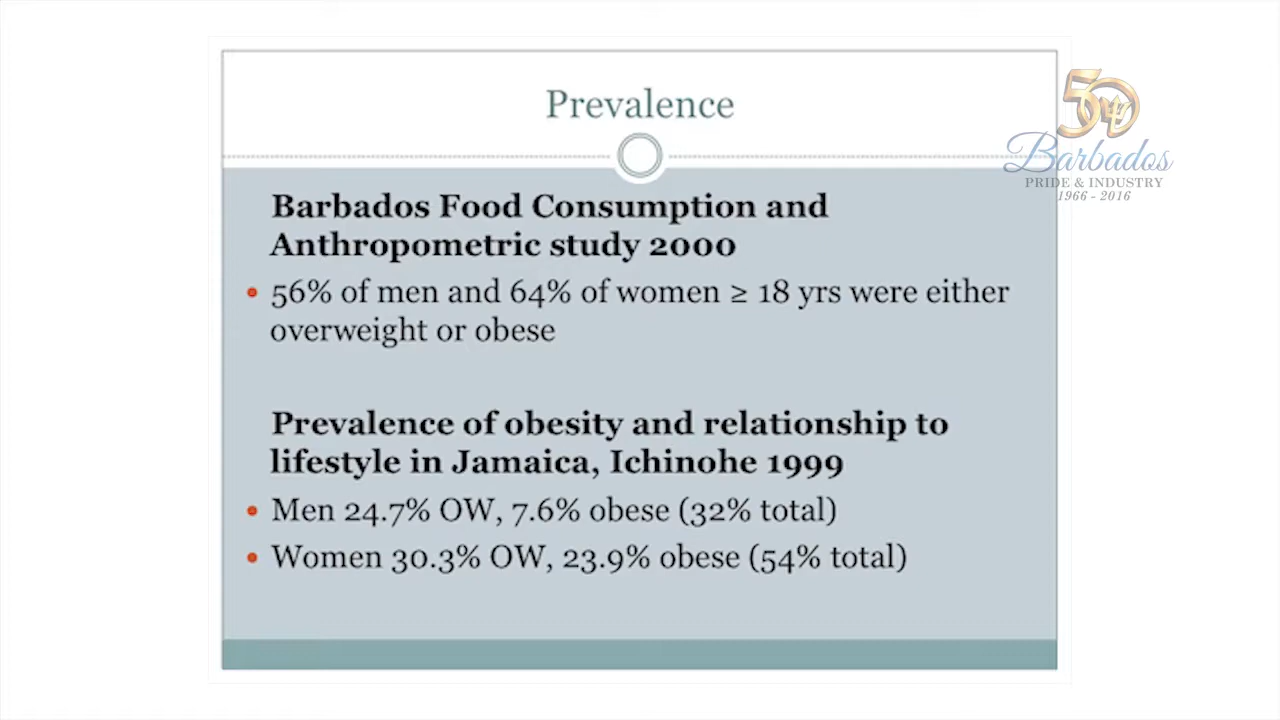 Prevalence
50
Barbados
PRIDE & INDUSTRY
1966 - 2016
Barbados Food Consumption and
Anthropometric study 2000
• 56% of men and 64% of women ≥ 18 yrs were either
overweight or obese
Prevalence of obesity and relationship to
lifestyle in Jamaica, Ichinohe 1999
• Men 24.7% OW, 7.6% obese (32% total)
• Women 30.3% OW, 23.9% obese (54% total)